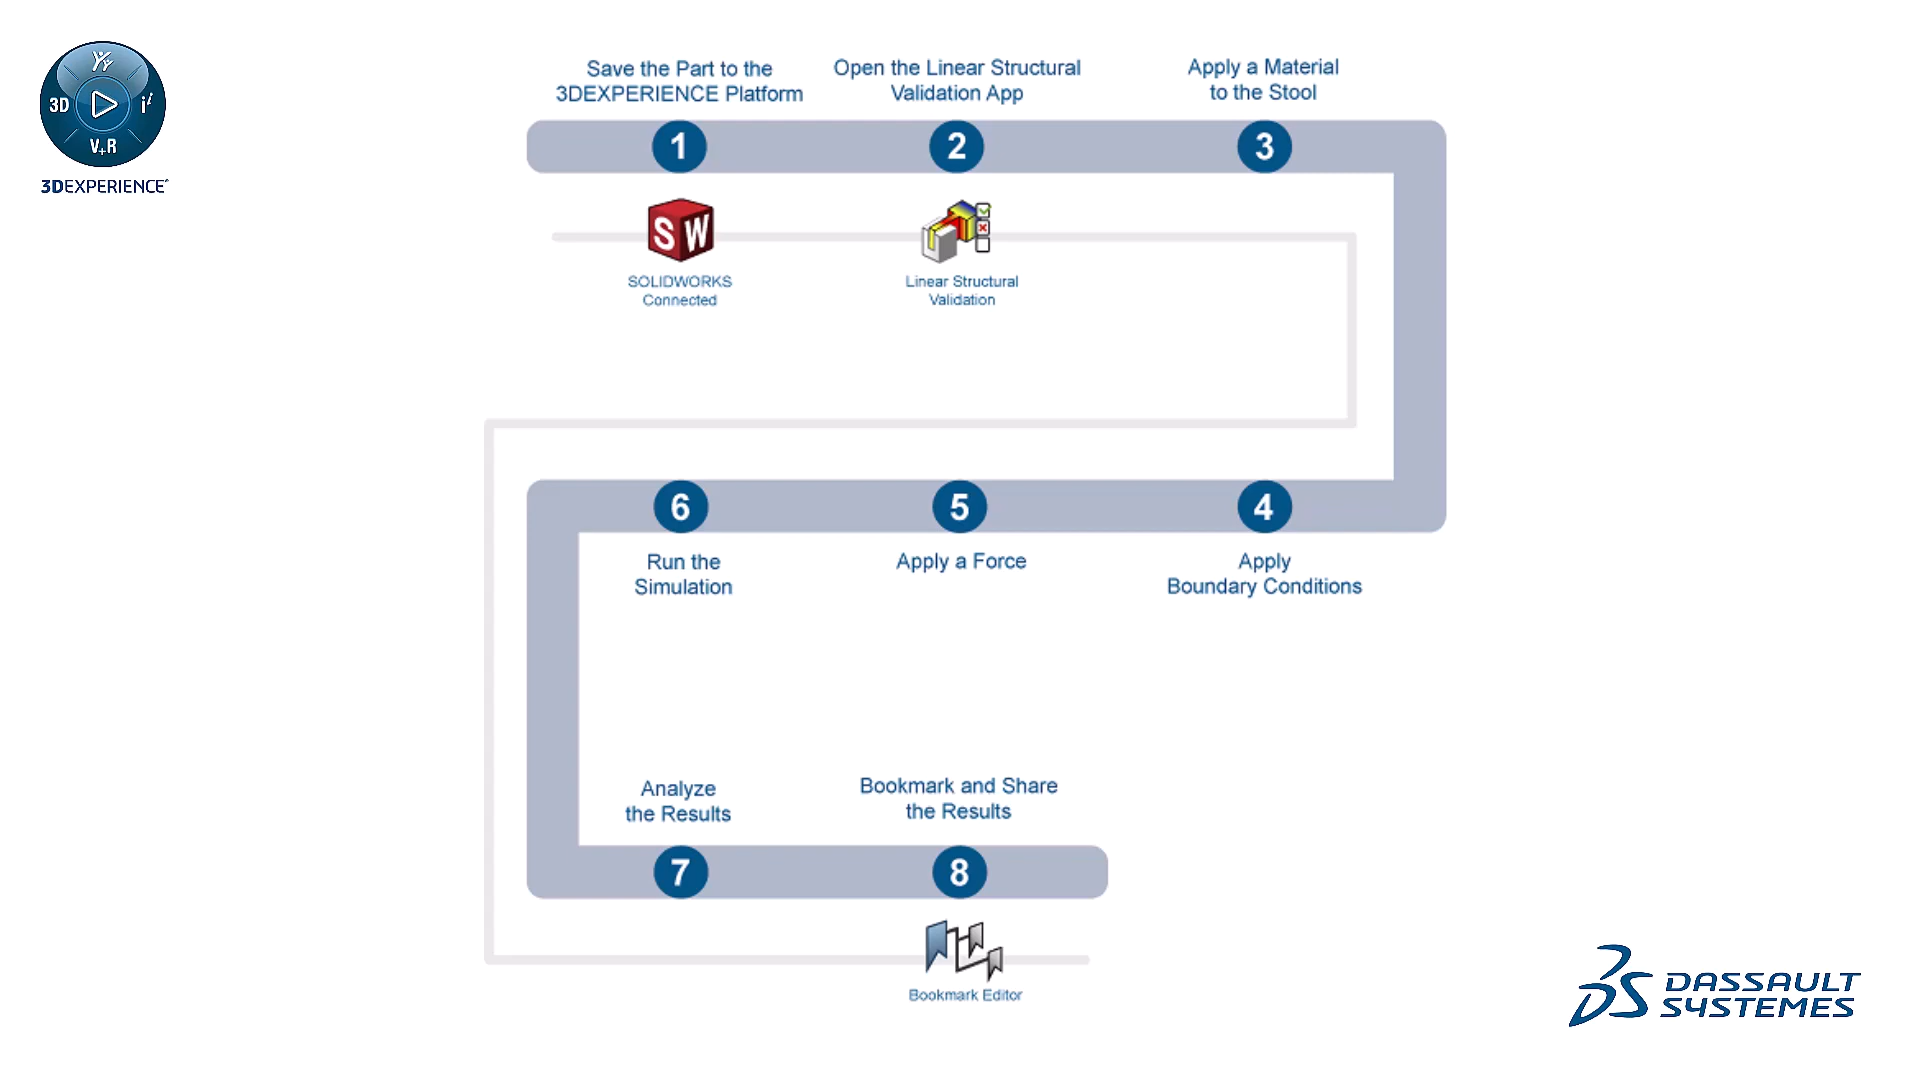 3D
i
V+R
3DEXPERIENCE
Save the Part to the
3DEXPERIENCE Platform
Open the Linear Structural
Validation App
Apply a Material
to the Stool
1
2
3
SW
SOLIDWORKS
Connected
Linear Structural
Validation
6
5
4
Run the
Simulation
Apply a Force
Apply
Boundary Conditions
Analyze
the Results
Bookmark and Share
the Results
7
8
Bookmark Editor
3DS DASSAULT
SYSTEMES